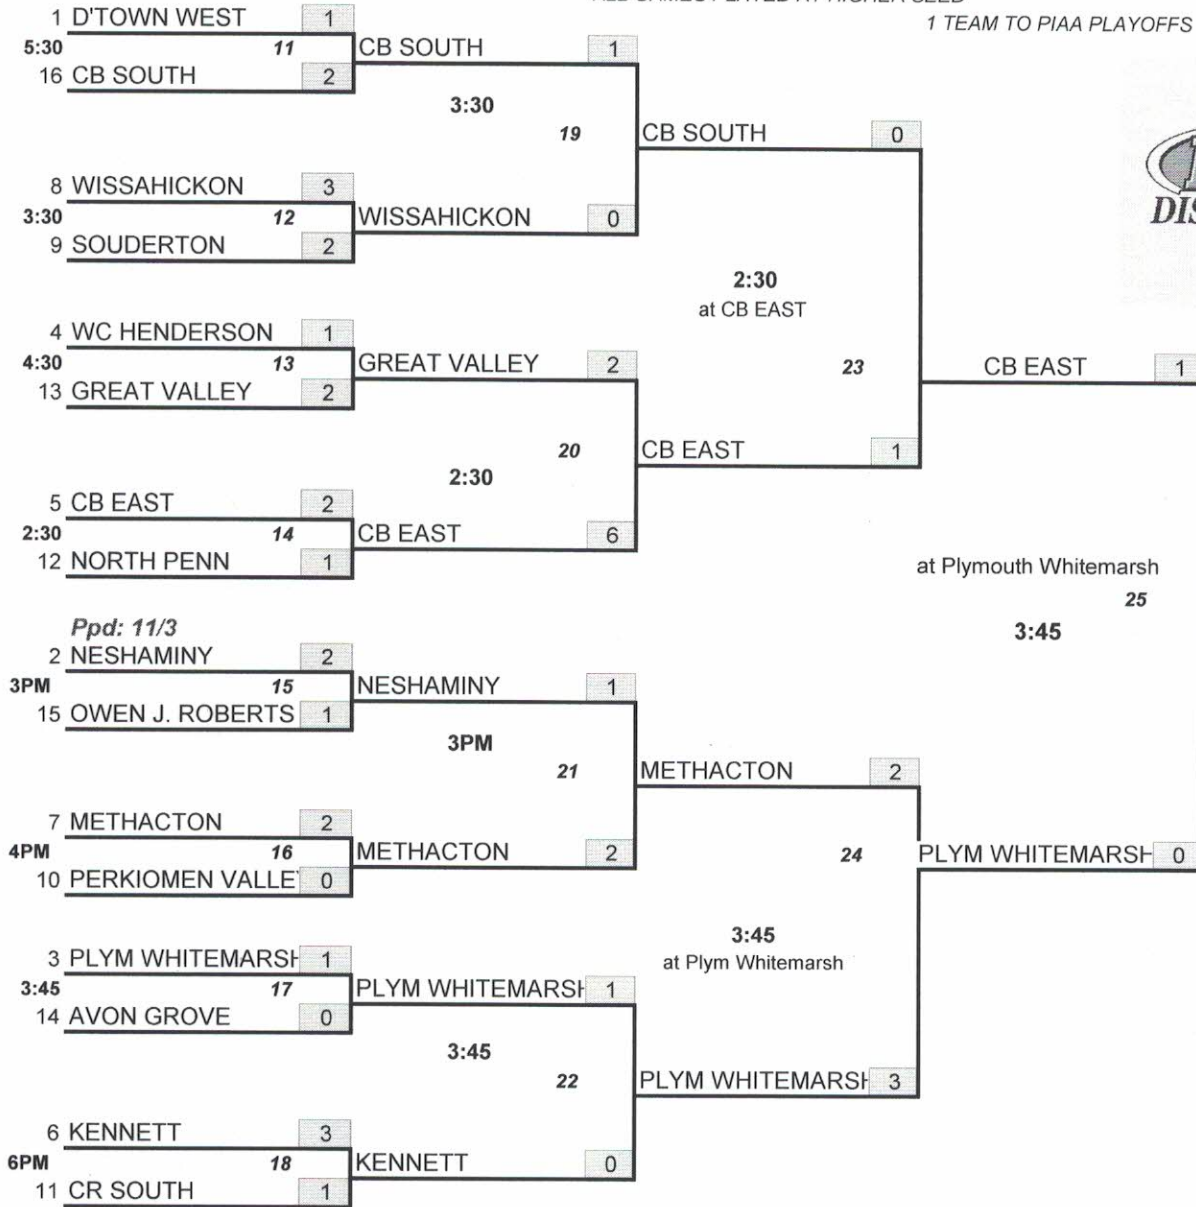 1 TEAM TO PIAA PLAYOFFS
1 D'TOWN WEST 1
5:30 11 CB SOUTH 1
16 CB SOUTH 2
3:30
19 CB SOUTH 0
8 WISSAHICKON 3
3:30 12 WISSAHICKON 0
9 SOUDERTON 2
2:30
at CB EAST
4 WC HENDERSON 1
4:30 13 GREAT VALLEY 2
23 CB EAST 1
13 GREAT VALLEY 2
20 CB EAST 1
2:30
5 CB EAST 2
2:30 14 CB EAST 6
12 NORTH PENN 1
at Plymouth Whitemarsh
25
3:45
Ppd: 11/3
2 NESHAMINY 2
3PM 15 NESHAMINY 1
15 OWEN J. ROBERTS 1
3PM
21 METHACTON 2
7 METHACTON 2
4PM 16 METHACTON 2
24 PLYM WHITEMARSH 0
10 PERKIOMEN VALLEY 0
3:45
at Plym Whitemarsh
3 PLYM WHITEMARSH 1
3:45 17 PLYM WHITEMARSH 1
14 AVON GROVE 0
3:45
22 PLYM WHITEMARSH 3
6 KENNETT 3
6PM 18 KENNETT 0
11 CR SOUTH 1